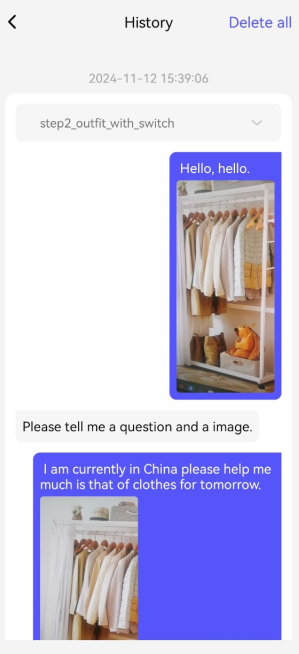 History
Delete all
2024-11-12 15:39:06
step2_outfit_with_switch
Hello, hello.
Please tell me a question and a image.
I am currently in China please help me
much is that of clothes for tomorrow.